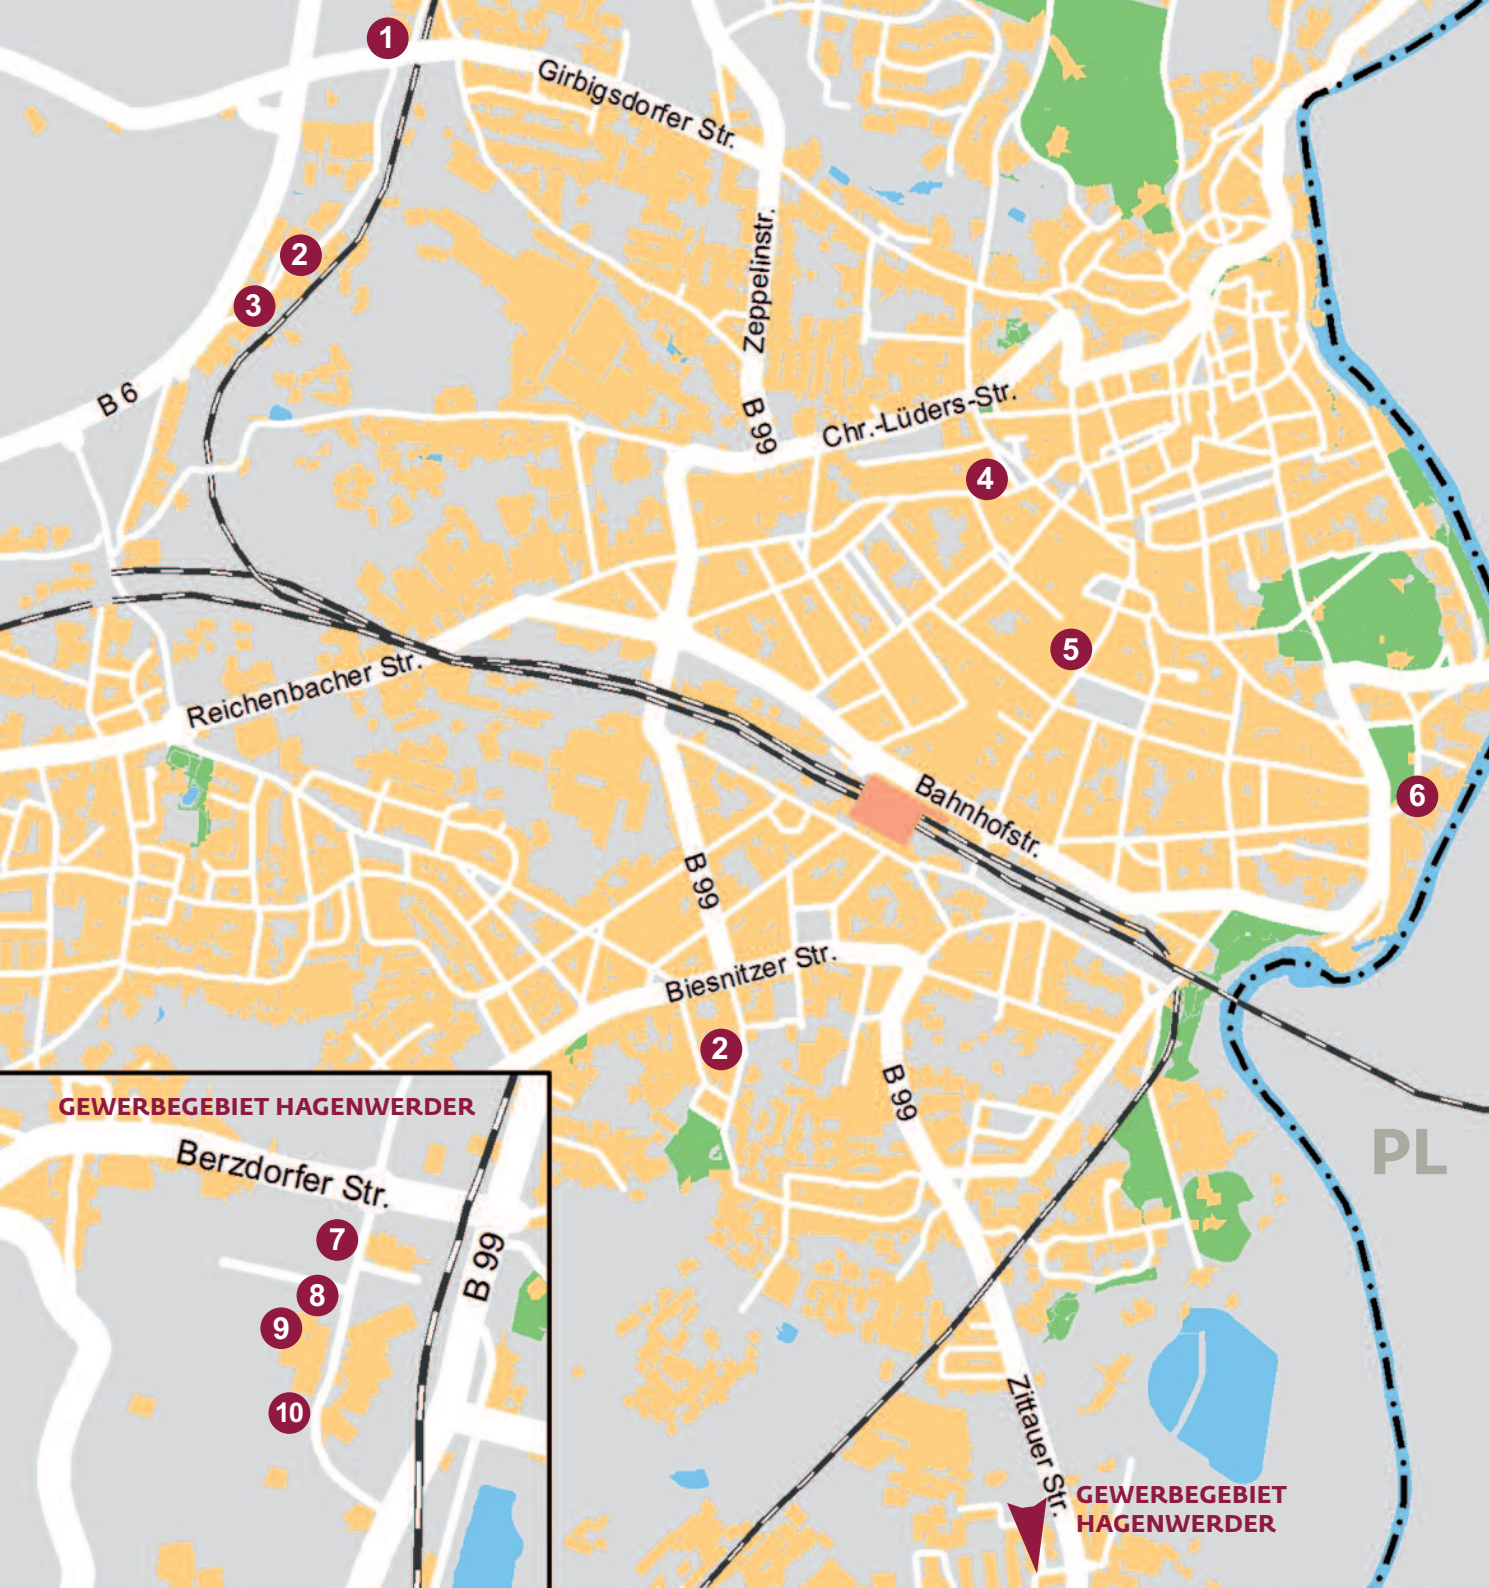 1
Girbigsdorfer Str.
2
3
Zeppelinstr.
B 6
B 99
Chr.-Lüders-Str.
4
5
Reichenbacher Str.
6
Bahnhofstr.
B 99
Biesnitzer Str.
2
B 99
PL
GEWERBEGEBIET HAGENWERDER
Berzdorfer Str.
7
B 99
8
9
10
Zittauer Str.
GEWERBEGEBIET
HAGENWERDER